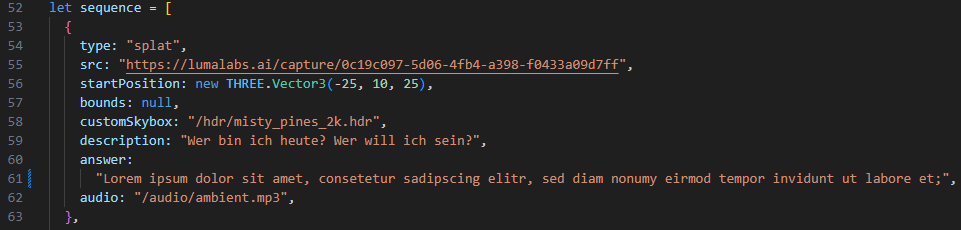 52 let sequence = [
53 {
54 type: "splat",
55 src: "https://lumalabs.ai/capture/0c19c097-5d06-4fb4-a398-f0433a09d7ff",
56 startPosition: new THREE.Vector3(-25, 10, 25),
57 bounds: null,
58 customSkybox: "/hdr/misty_pines_2k.hdr",
59 description: "Wer bin ich heute? Wer will ich sein?",
60 answer:
61 "Lorem ipsum dolor sit amet, consetetur sadipscing elitr, sed diam nonumy eirmod tempor invidunt ut labore et;",
62 audio: "/audio/ambient.mp3",
63 },